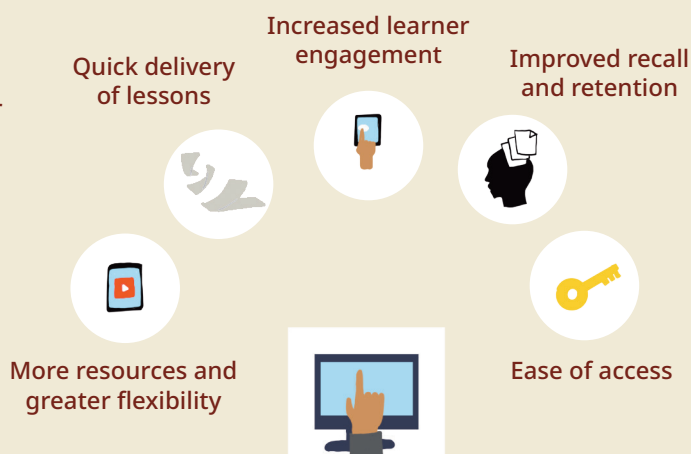 Increased learner
engagement
Quick delivery
of lessons
Improved recall
and retention
More resources and
greater flexibility
Ease of access